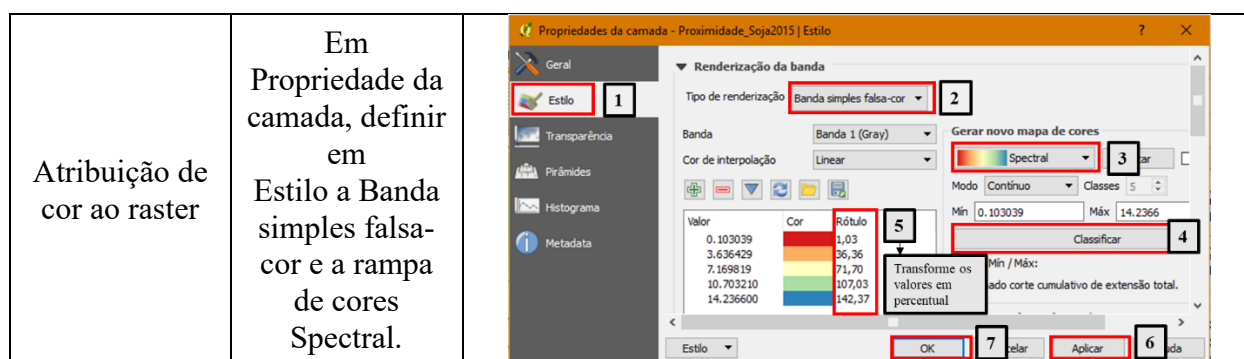 Atribuição de
cor ao raster
Em
Propriedade da
camada, definir
em
Estilo a Banda
simples falsa-
cor e a rampa
de cores
Spectral.
Propriedades da camada - Proximidade_Soja2015 | Estilo
? ×
Geral
Estilo
1
Transparência
Pirâmides
Histograma
Metadata
Renderização da banda
Tipo de renderização Banda simples falsa-cor 2
Banda Banda 1 (Gray)
Cor de interpolação Linear
Valor Cor Rótulo
0.103039 1,03
3.636429 36,36
7.169819 71,70
10.703210 107,03
14.236600 142,37
5
Transforme os
valores em
percentual
Gerar novo mapa de cores
Spectral 3
Modo Contínuo Classes 5
Mín 0.103039 Máx 14.2366
Classificar 4
Mín / Máx:
corte cumulativo de extensão total.
Estilo OK 7 Aplicar 6